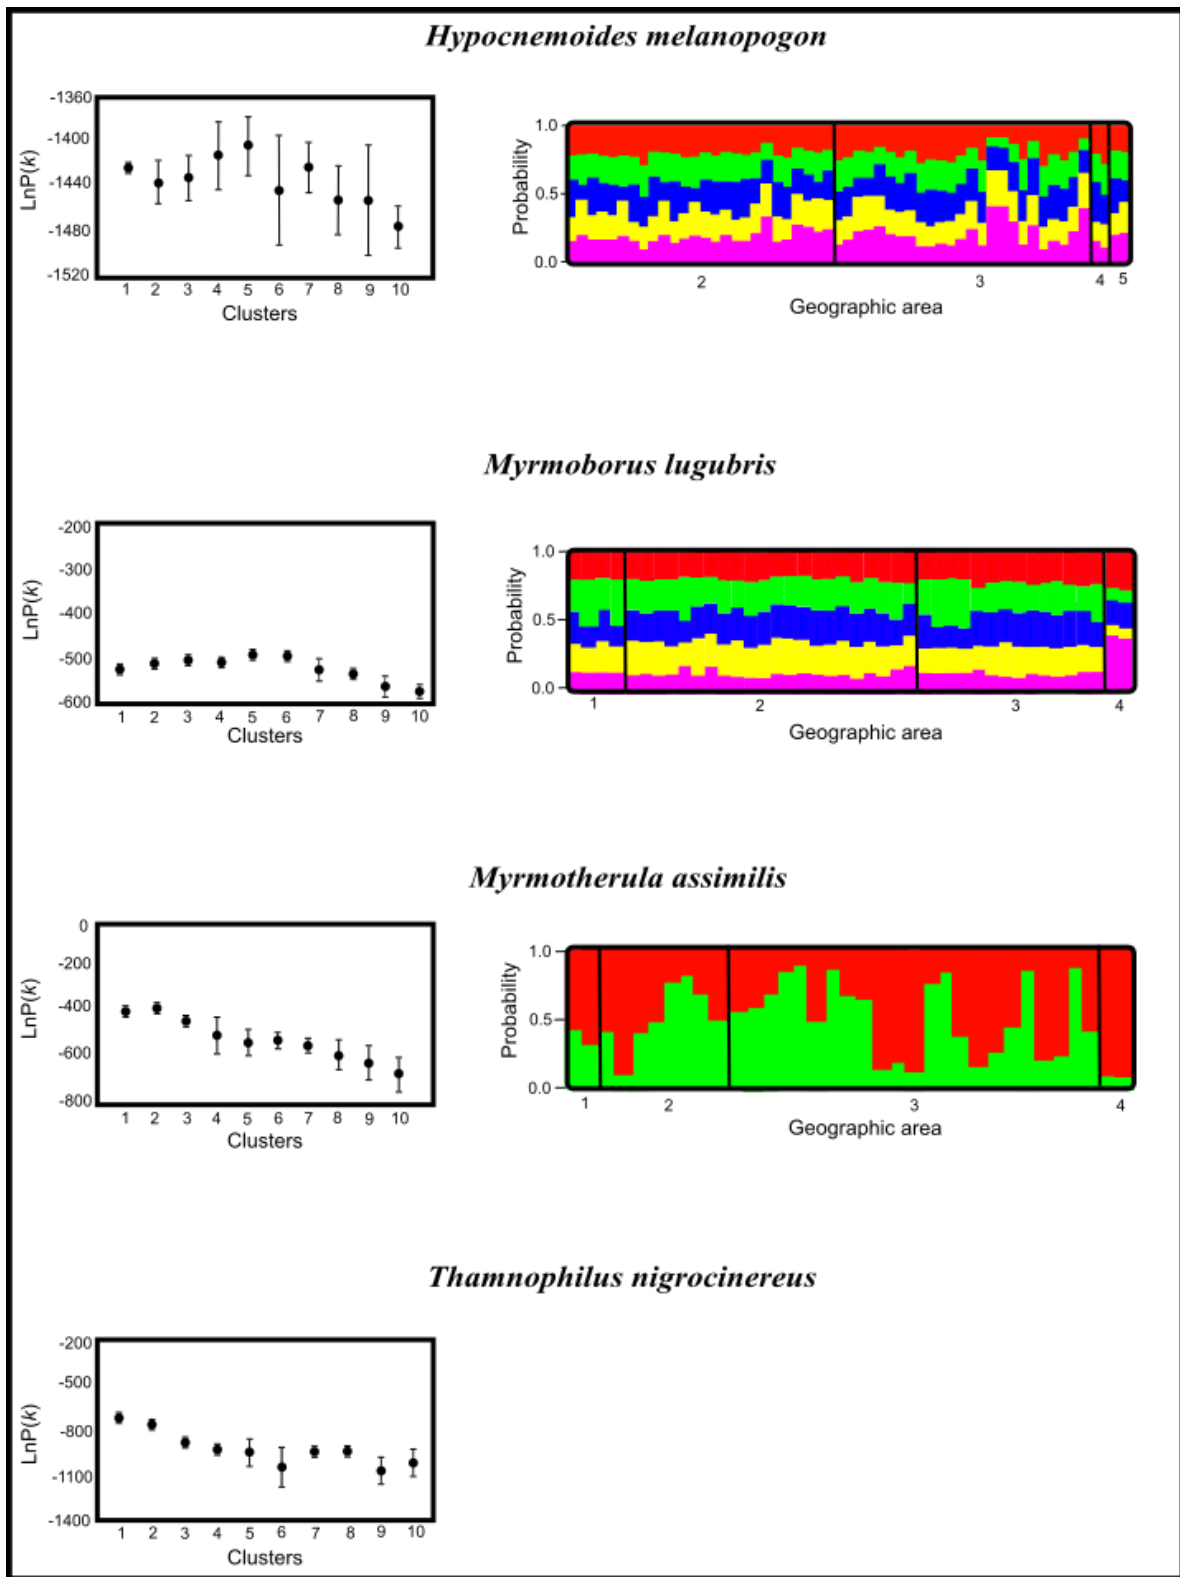 Hypocnemoides melanopogon
-1360
-1400
-1440
-1480
-1520
LnP(k)
1 2 3 4 5 6 7 8 9 10
Clusters
1.0
0.5
0.0
Probability
2 3 4 5
Geographic area
Myrmoborus lugubris
-200
-300
-400
-500
-600
LnP(k)
1 2 3 4 5 6 7 8 9 10
Clusters
1.0
0.5
0.0
Probability
1 2 3 4
Geographic area
Myrmotherula assimilis
0
-200
-400
-600
-800
LnP(k)
1 2 3 4 5 6 7 8 9 10
Clusters
1.0
0.5
0.0
Probability
1 2 3 4
Geographic area
Thamnophilus nigrocinereus
-200
-500
-800
-1100
-1400
LnP(k)
1 2 3 4 5 6 7 8 9 10
Clusters